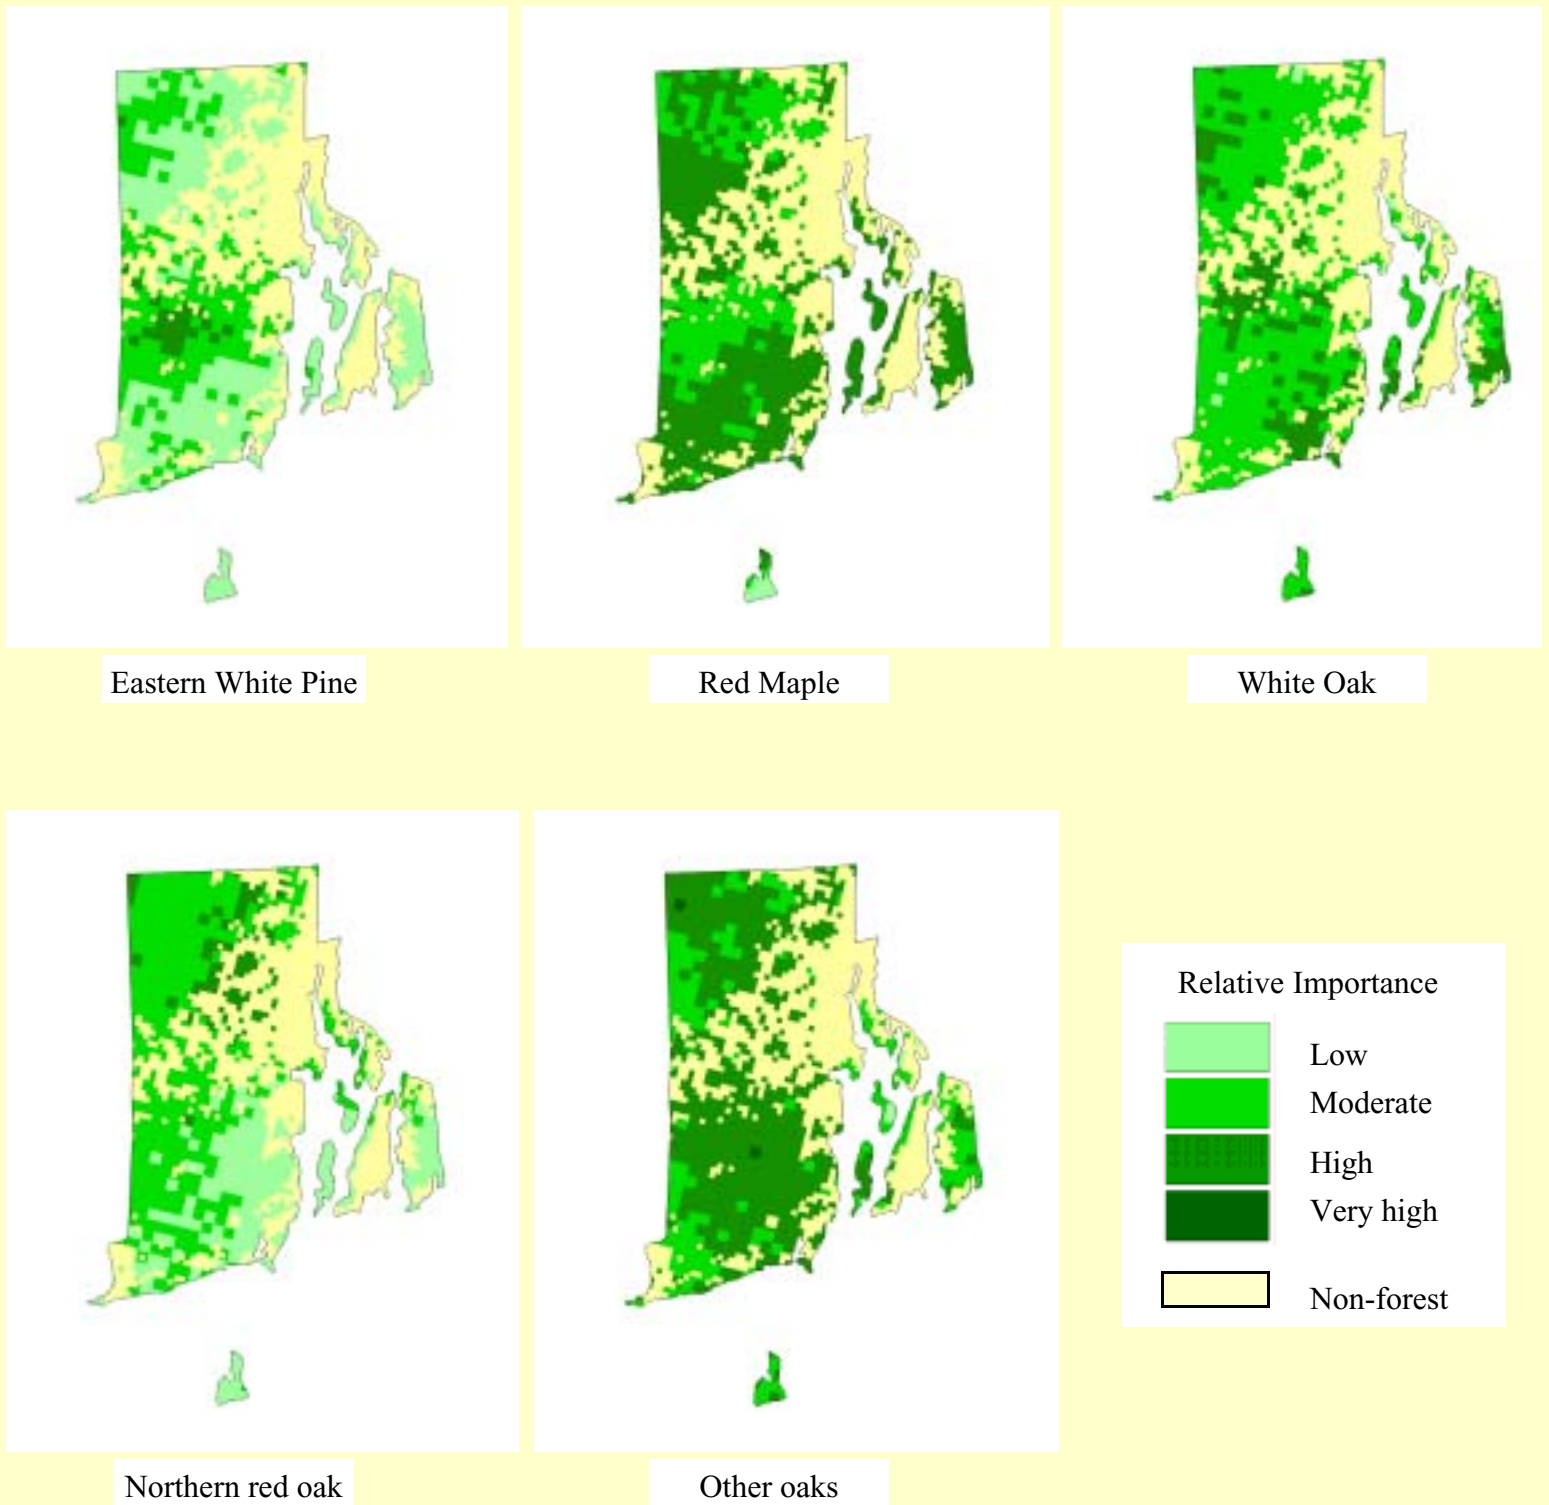 Eastern White Pine
Red Maple
White Oak
Relative Importance
Low
Moderate
High
Very high
Non-forest
Northern red oak
Other oaks